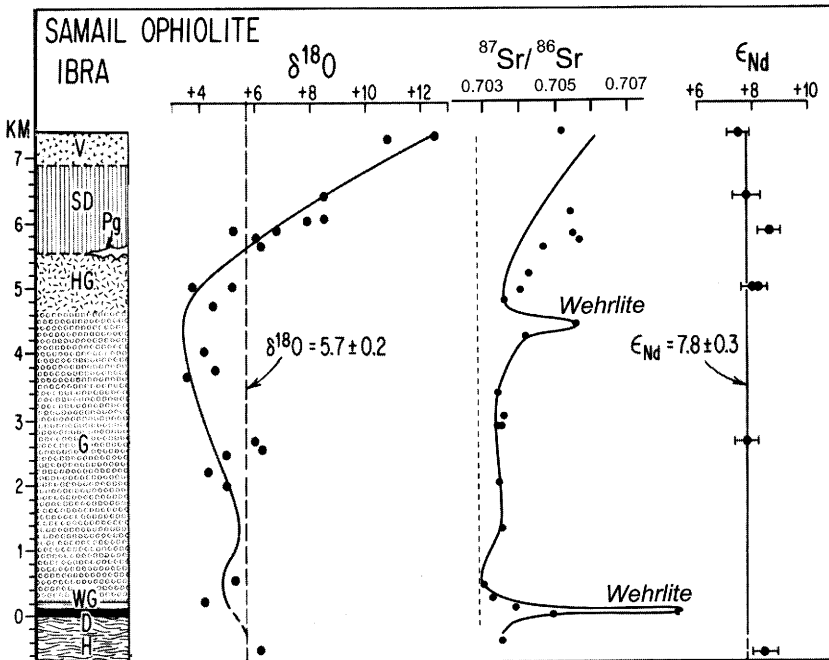 SAMAIL OPHIOLITE
IBRA
δ¹⁸O
⁸⁷Sr/⁸⁶Sr
εNd
+4 +6 +8 +10 +12
0.703 0.705 0.707
+6 +10
KM
7
6
5
4
3
2
1
0
V
SD
Pg
HG
G
WG
D
H
δ¹⁸O = 5.7 ± 0.2
Wehrlite
εNd = 7.8 ± 0.3
Wehrlite